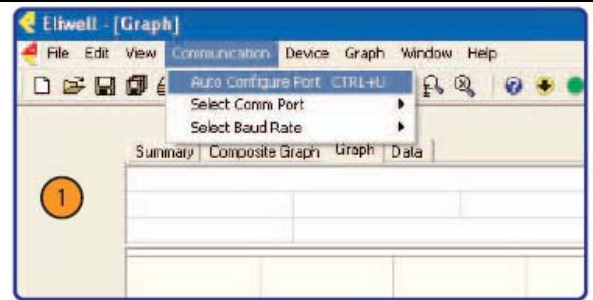 Eliwell - [Graph]
File Edit View Communication Device Graph Window Help
Auto Configure Port CTRL+U
Select Comm Port
Select Baud Rate
Summary Composite Graph Graph Data
1